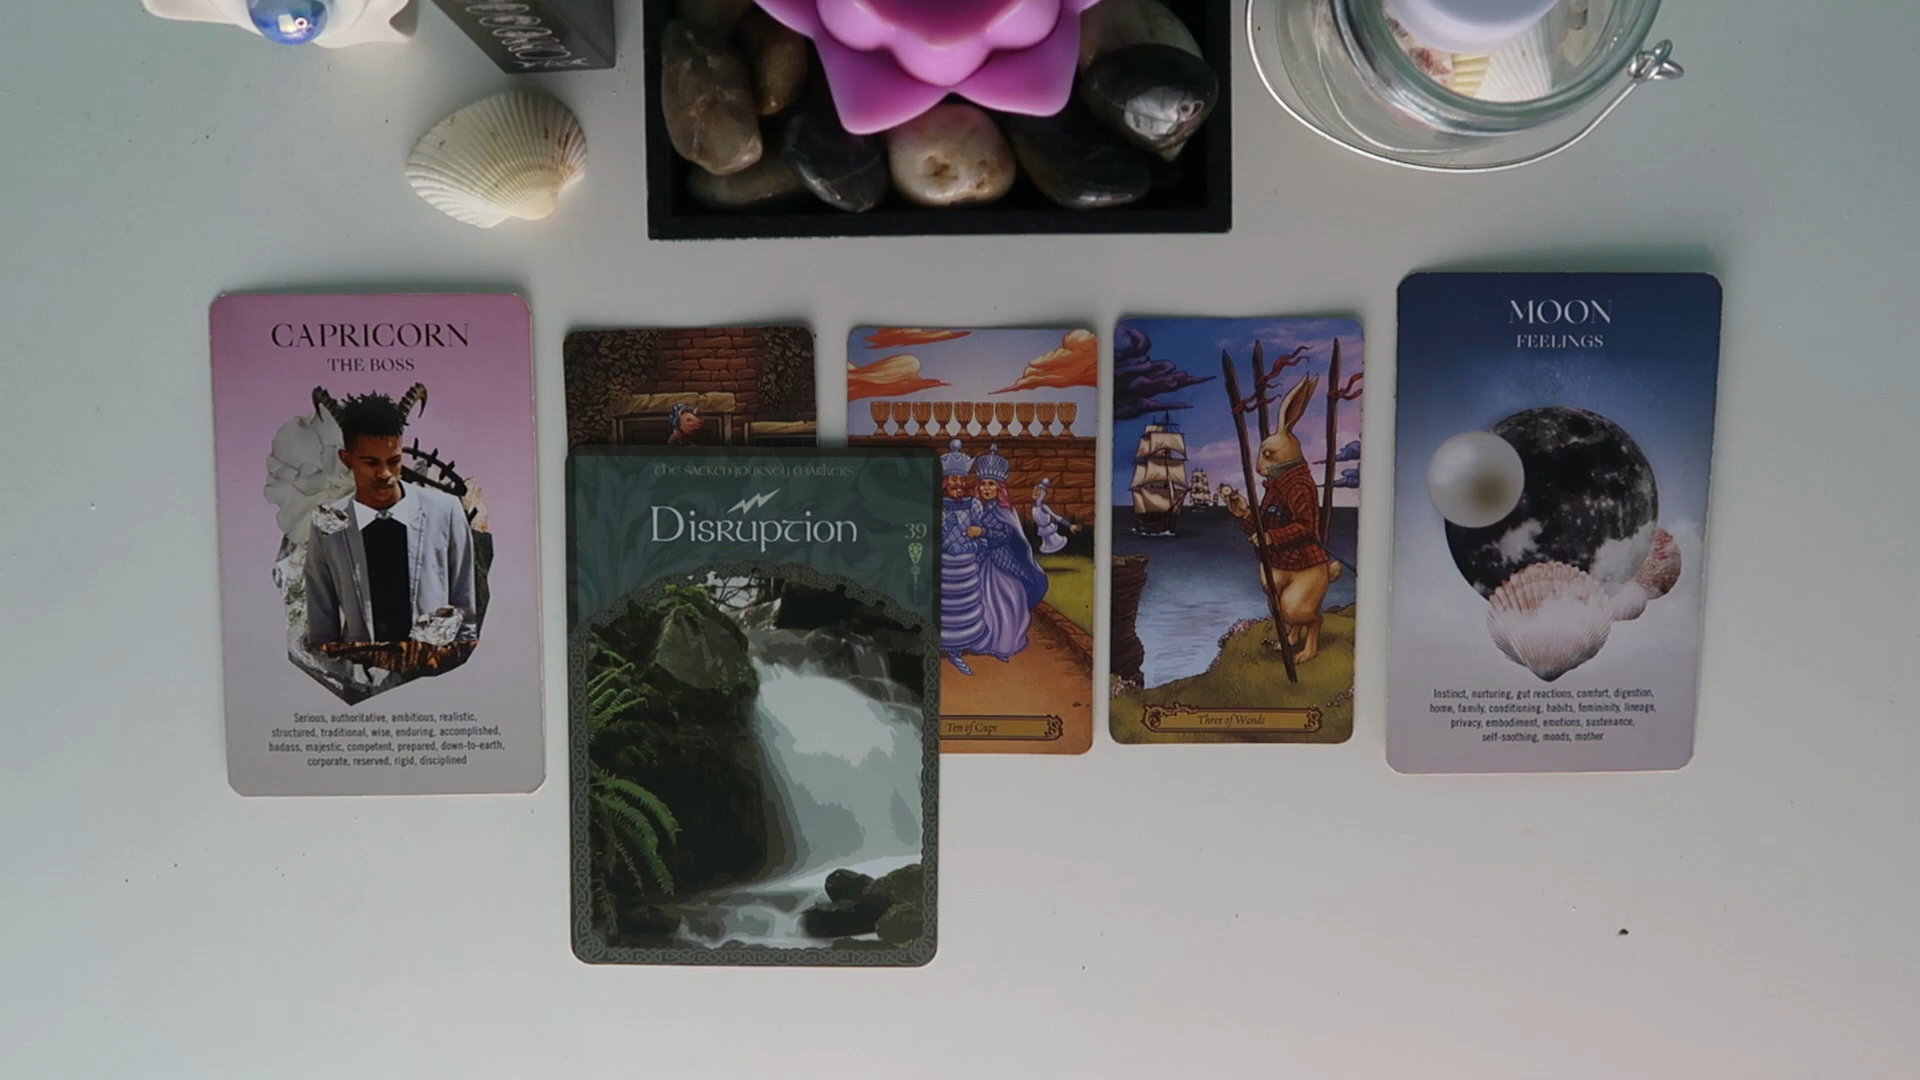 CAPRICORN
THE BOSS
Serious, authoritative, ambitious, realistic,
structured, traditional, wise, enduring, accomplished,
badass, majestic, competent, prepared, down-to-earth,
corporate, reserved, rigid, disciplined
The Sacred Journey Markers
Disruption
39
Ten of Cups
Three of Wands
MOON
FEELINGS
Instinct, nurturing, gut reactions, comfort, digestion,
home, family, conditioning, habits, femininity, lineage,
privacy, embodiment, emotions, sustenance,
self-soothing, moods, mother